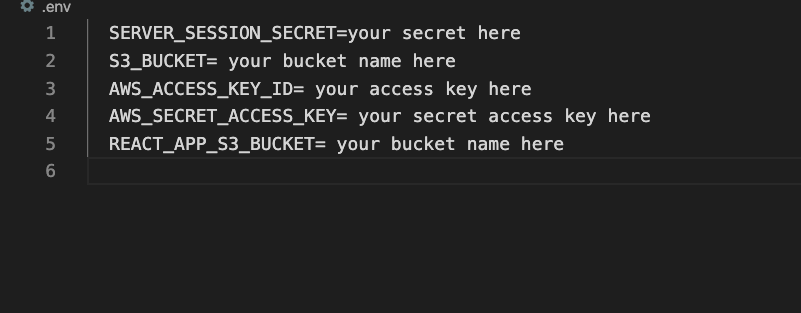 .env
1 SERVER_SESSION_SECRET=your secret here
2 S3_BUCKET= your bucket name here
3 AWS_ACCESS_KEY_ID= your access key here
4 AWS_SECRET_ACCESS_KEY= your secret access key here
5 REACT_APP_S3_BUCKET= your bucket name here
6